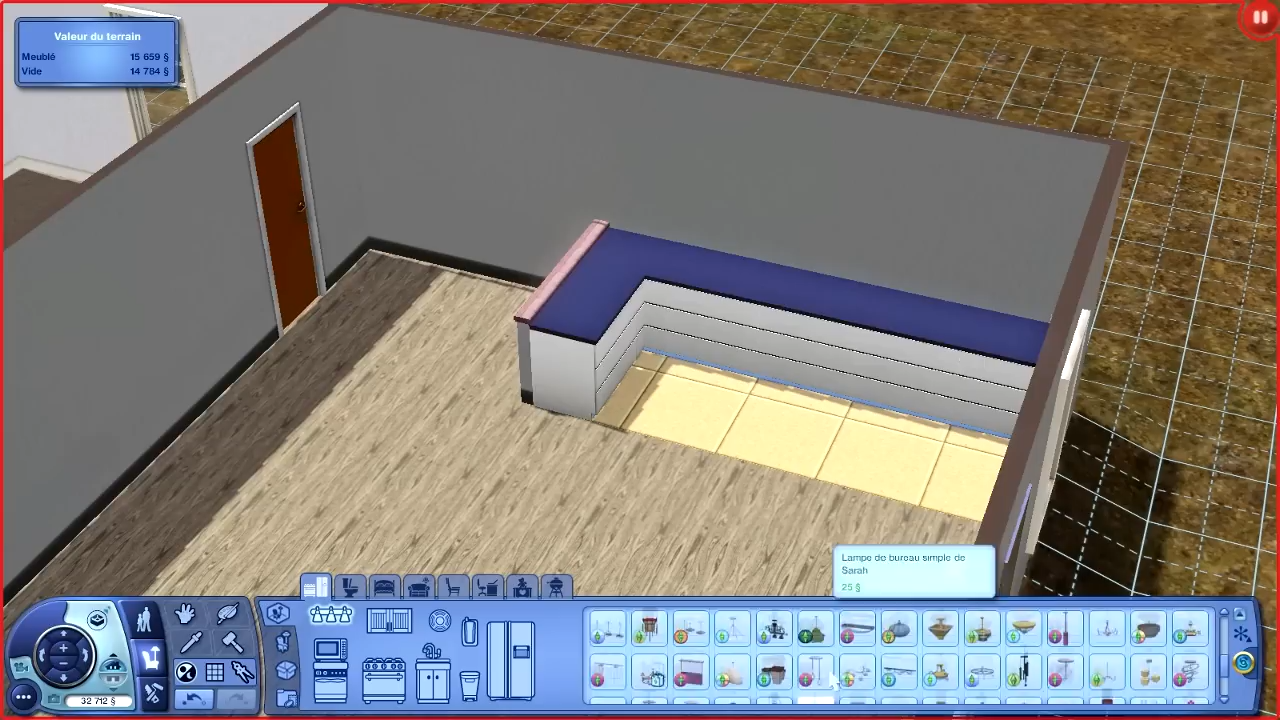 Valeur du terrain
Meublé 15 659 §
Vide 14 784 §
Lampe de bureau simple de
Sarah
25 §
32 712 §